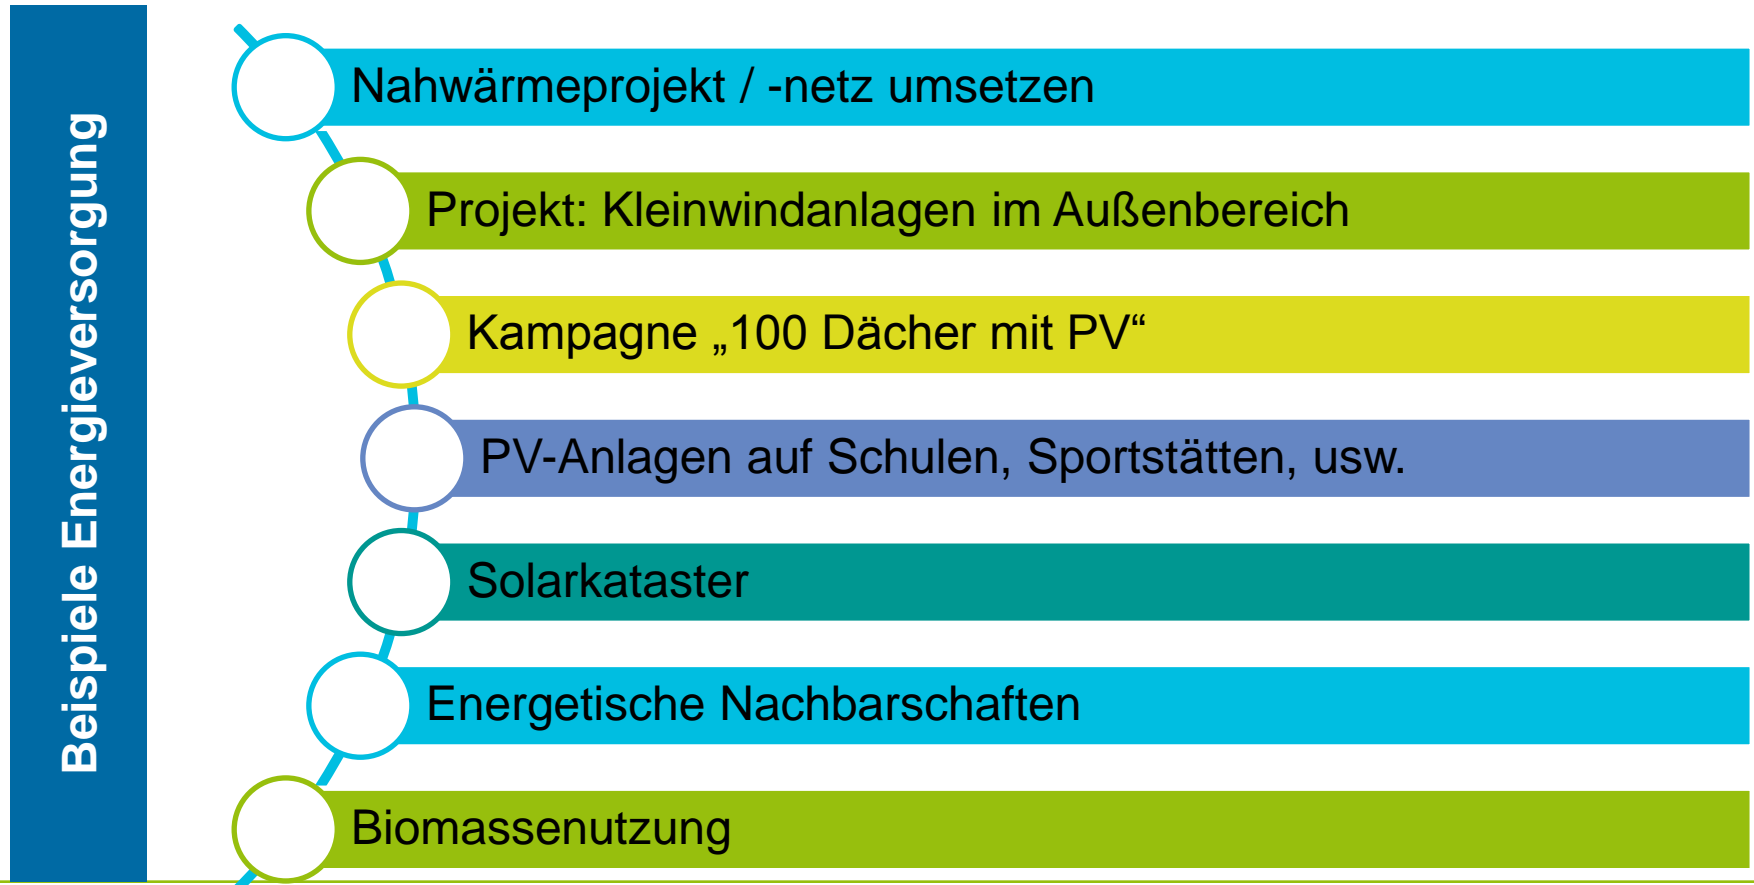 Beispiele Energieversorgung
Nahwärmeprojekt / -netz umsetzen
Projekt: Kleinwindanlagen im Außenbereich
Kampagne „100 Dächer mit PV“
PV-Anlagen auf Schulen, Sportstätten, usw.
Solarkataster
Energetische Nachbarschaften
Biomassenutzung